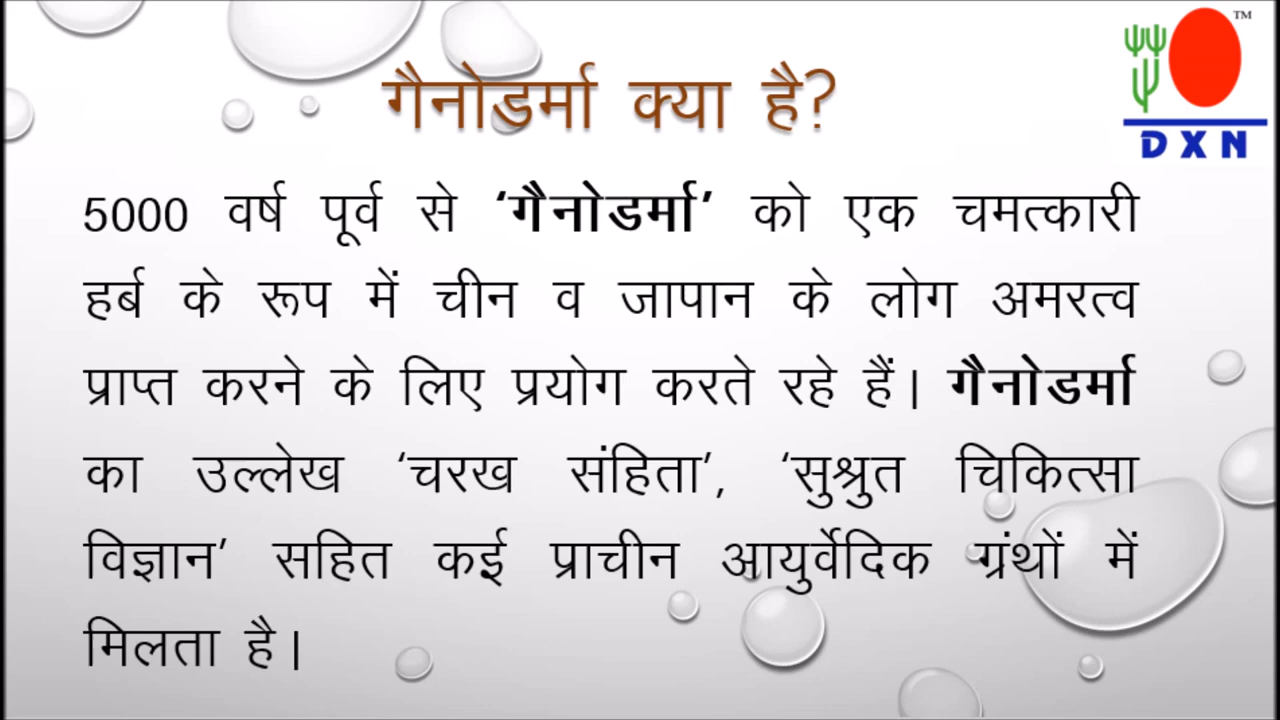 गैनोडर्मा क्या है?
TM
DXN
5000 वर्ष पूर्व से ‘गैनोडर्मा’ को एक चमत्कारी
हर्ब के रूप में चीन व जापान के लोग अमरत्व
प्राप्त करने के लिए प्रयोग करते रहे हैं। गैनोडर्मा
का उल्लेख ‘चरख संहिता’, ‘सुश्रुत चिकित्सा
विज्ञान’ सहित कई प्राचीन आयुर्वेदिक ग्रंथों में
मिलता है।